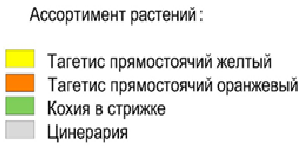 Ассортимент растений:
Тагетис прямостоячий желтый
Тагетис прямостоячий оранжевый
Кохия в стрижке
Цинерария